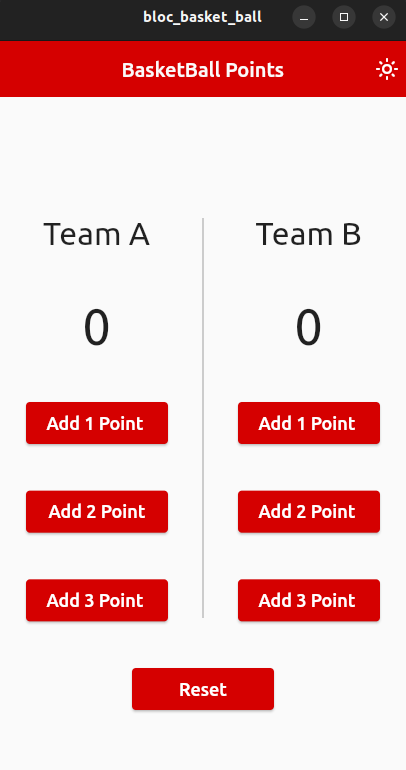 bloc_basket_ball
BasketBall Points
Team A
0
Add 1 Point
Add 2 Point
Add 3 Point
Team B
0
Add 1 Point
Add 2 Point
Add 3 Point
Reset